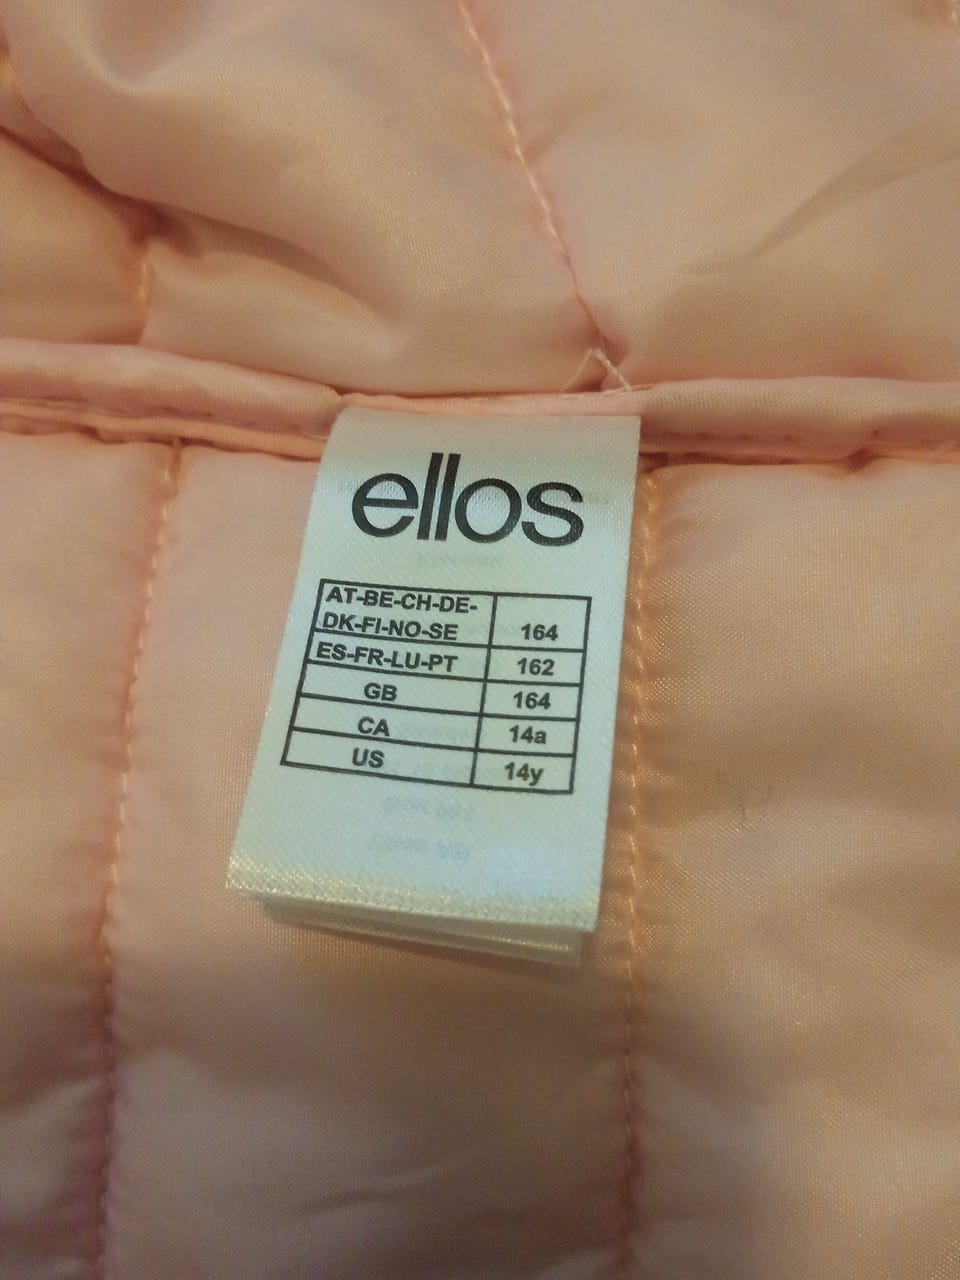 ellos
AT-BE-CH-DE-
DK-FI-NO-SE 164
ES-FR-LU-PT 162
GB 164
CA 14a
US 14y